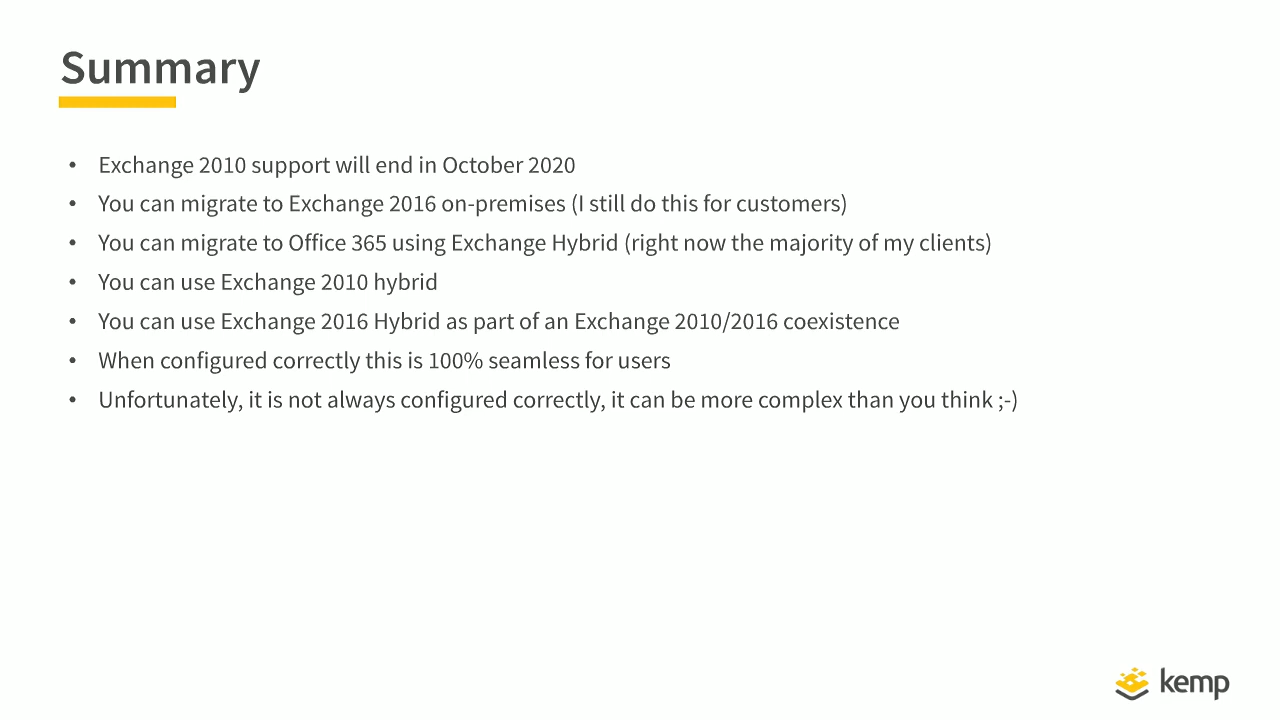 Summary
• Exchange 2010 support will end in October 2020
• You can migrate to Exchange 2016 on-premises (I still do this for customers)
• You can migrate to Office 365 using Exchange Hybrid (right now the majority of my clients)
• You can use Exchange 2010 hybrid
• You can use Exchange 2016 Hybrid as part of an Exchange 2010/2016 coexistence
• When configured correctly this is 100% seamless for users
• Unfortunately, it is not always configured correctly, it can be more complex than you think ;-)
kemp